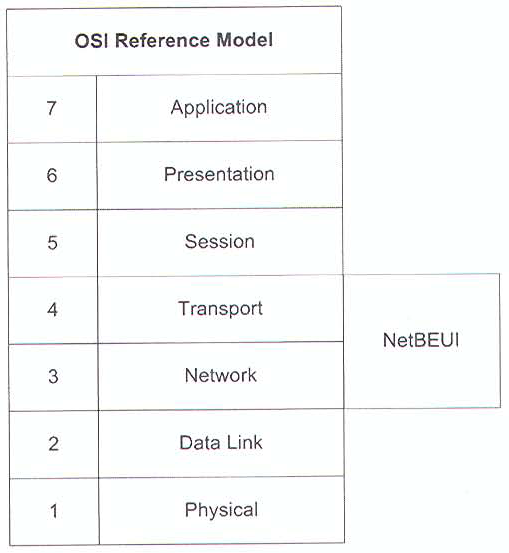 OSI Reference Model
7 Application
6 Presentation
5 Session
4 Transport
NetBEUI
3 Network
2 Data Link
1 Physical